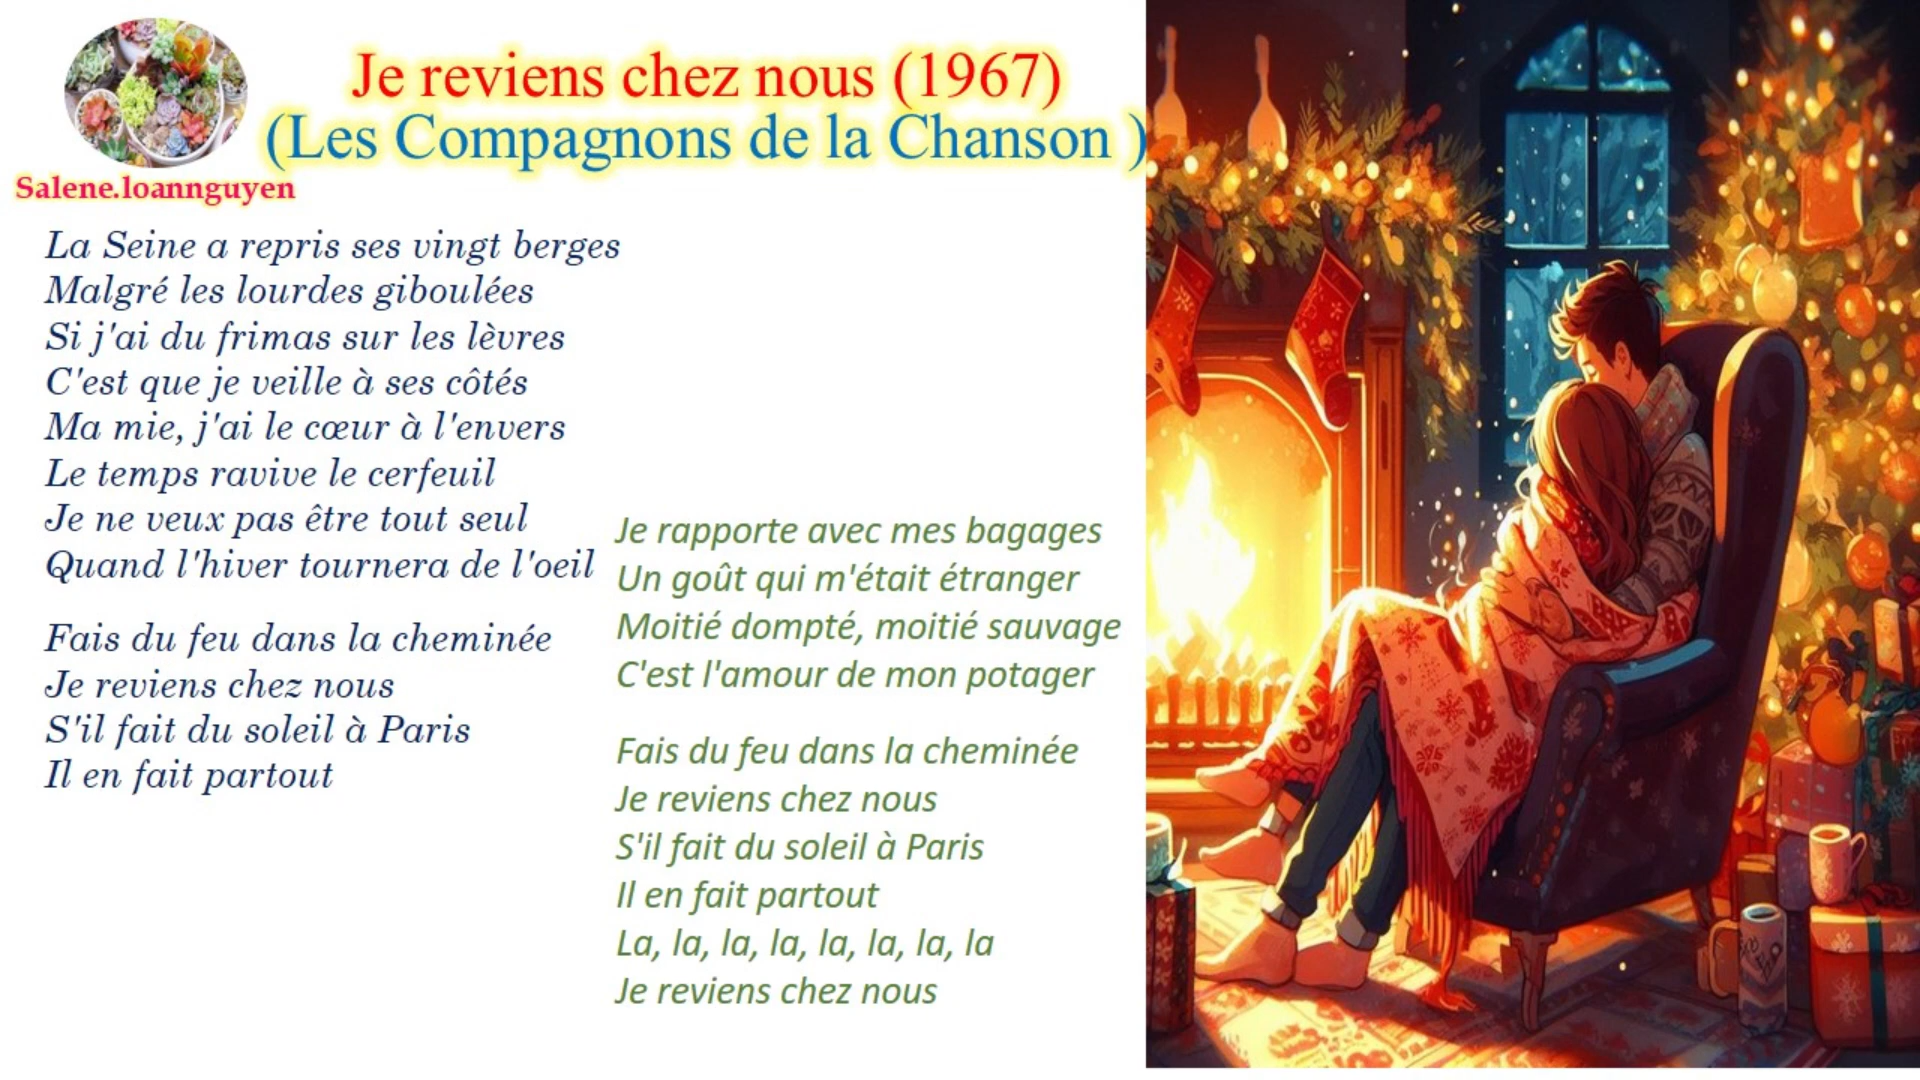 Je reviens chez nous (1967)
(Les Compagnons de la Chanson )
Salene.loannguyen
La Seine a repris ses vingt berges
Malgré les lourdes giboulées
Si j'ai du frimas sur les lèvres
C'est que je veille à ses côtés
Ma mie, j'ai le cœur à l'envers
Le temps ravive le cerfeuil
Je ne veux pas être tout seul
Quand l'hiver tournera de l'oeil
Fais du feu dans la cheminée
Je reviens chez nous
S'il fait du soleil à Paris
Il en fait partout
Je rapporte avec mes bagages
Un goût qui m'était étranger
Moitié dompté, moitié sauvage
C'est l'amour de mon potager
Fais du feu dans la cheminée
Je reviens chez nous
S'il fait du soleil à Paris
Il en fait partout
La, la, la, la, la, la, la, la
Je reviens chez nous